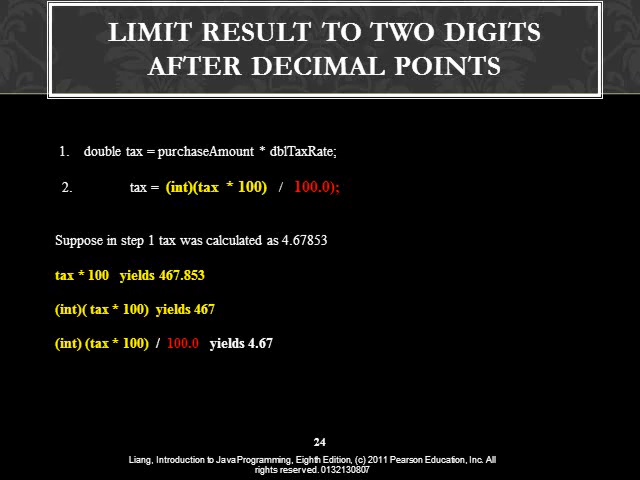 LIMIT RESULT TO TWO DIGITS
AFTER DECIMAL POINTS
1. double tax = purchaseAmount * dblTaxRate;
2. tax = (int)(tax * 100) / 100.0);
Suppose in step 1 tax was calculated as 4.67853
tax * 100 yields 467.853
(int)( tax * 100) yields 467
(int) (tax * 100) / 100.0 yields 4.67
24
Liang, Introduction to Java Programming, Eighth Edition, (c) 2011 Pearson Education, Inc. All
rights reserved. 0132130807